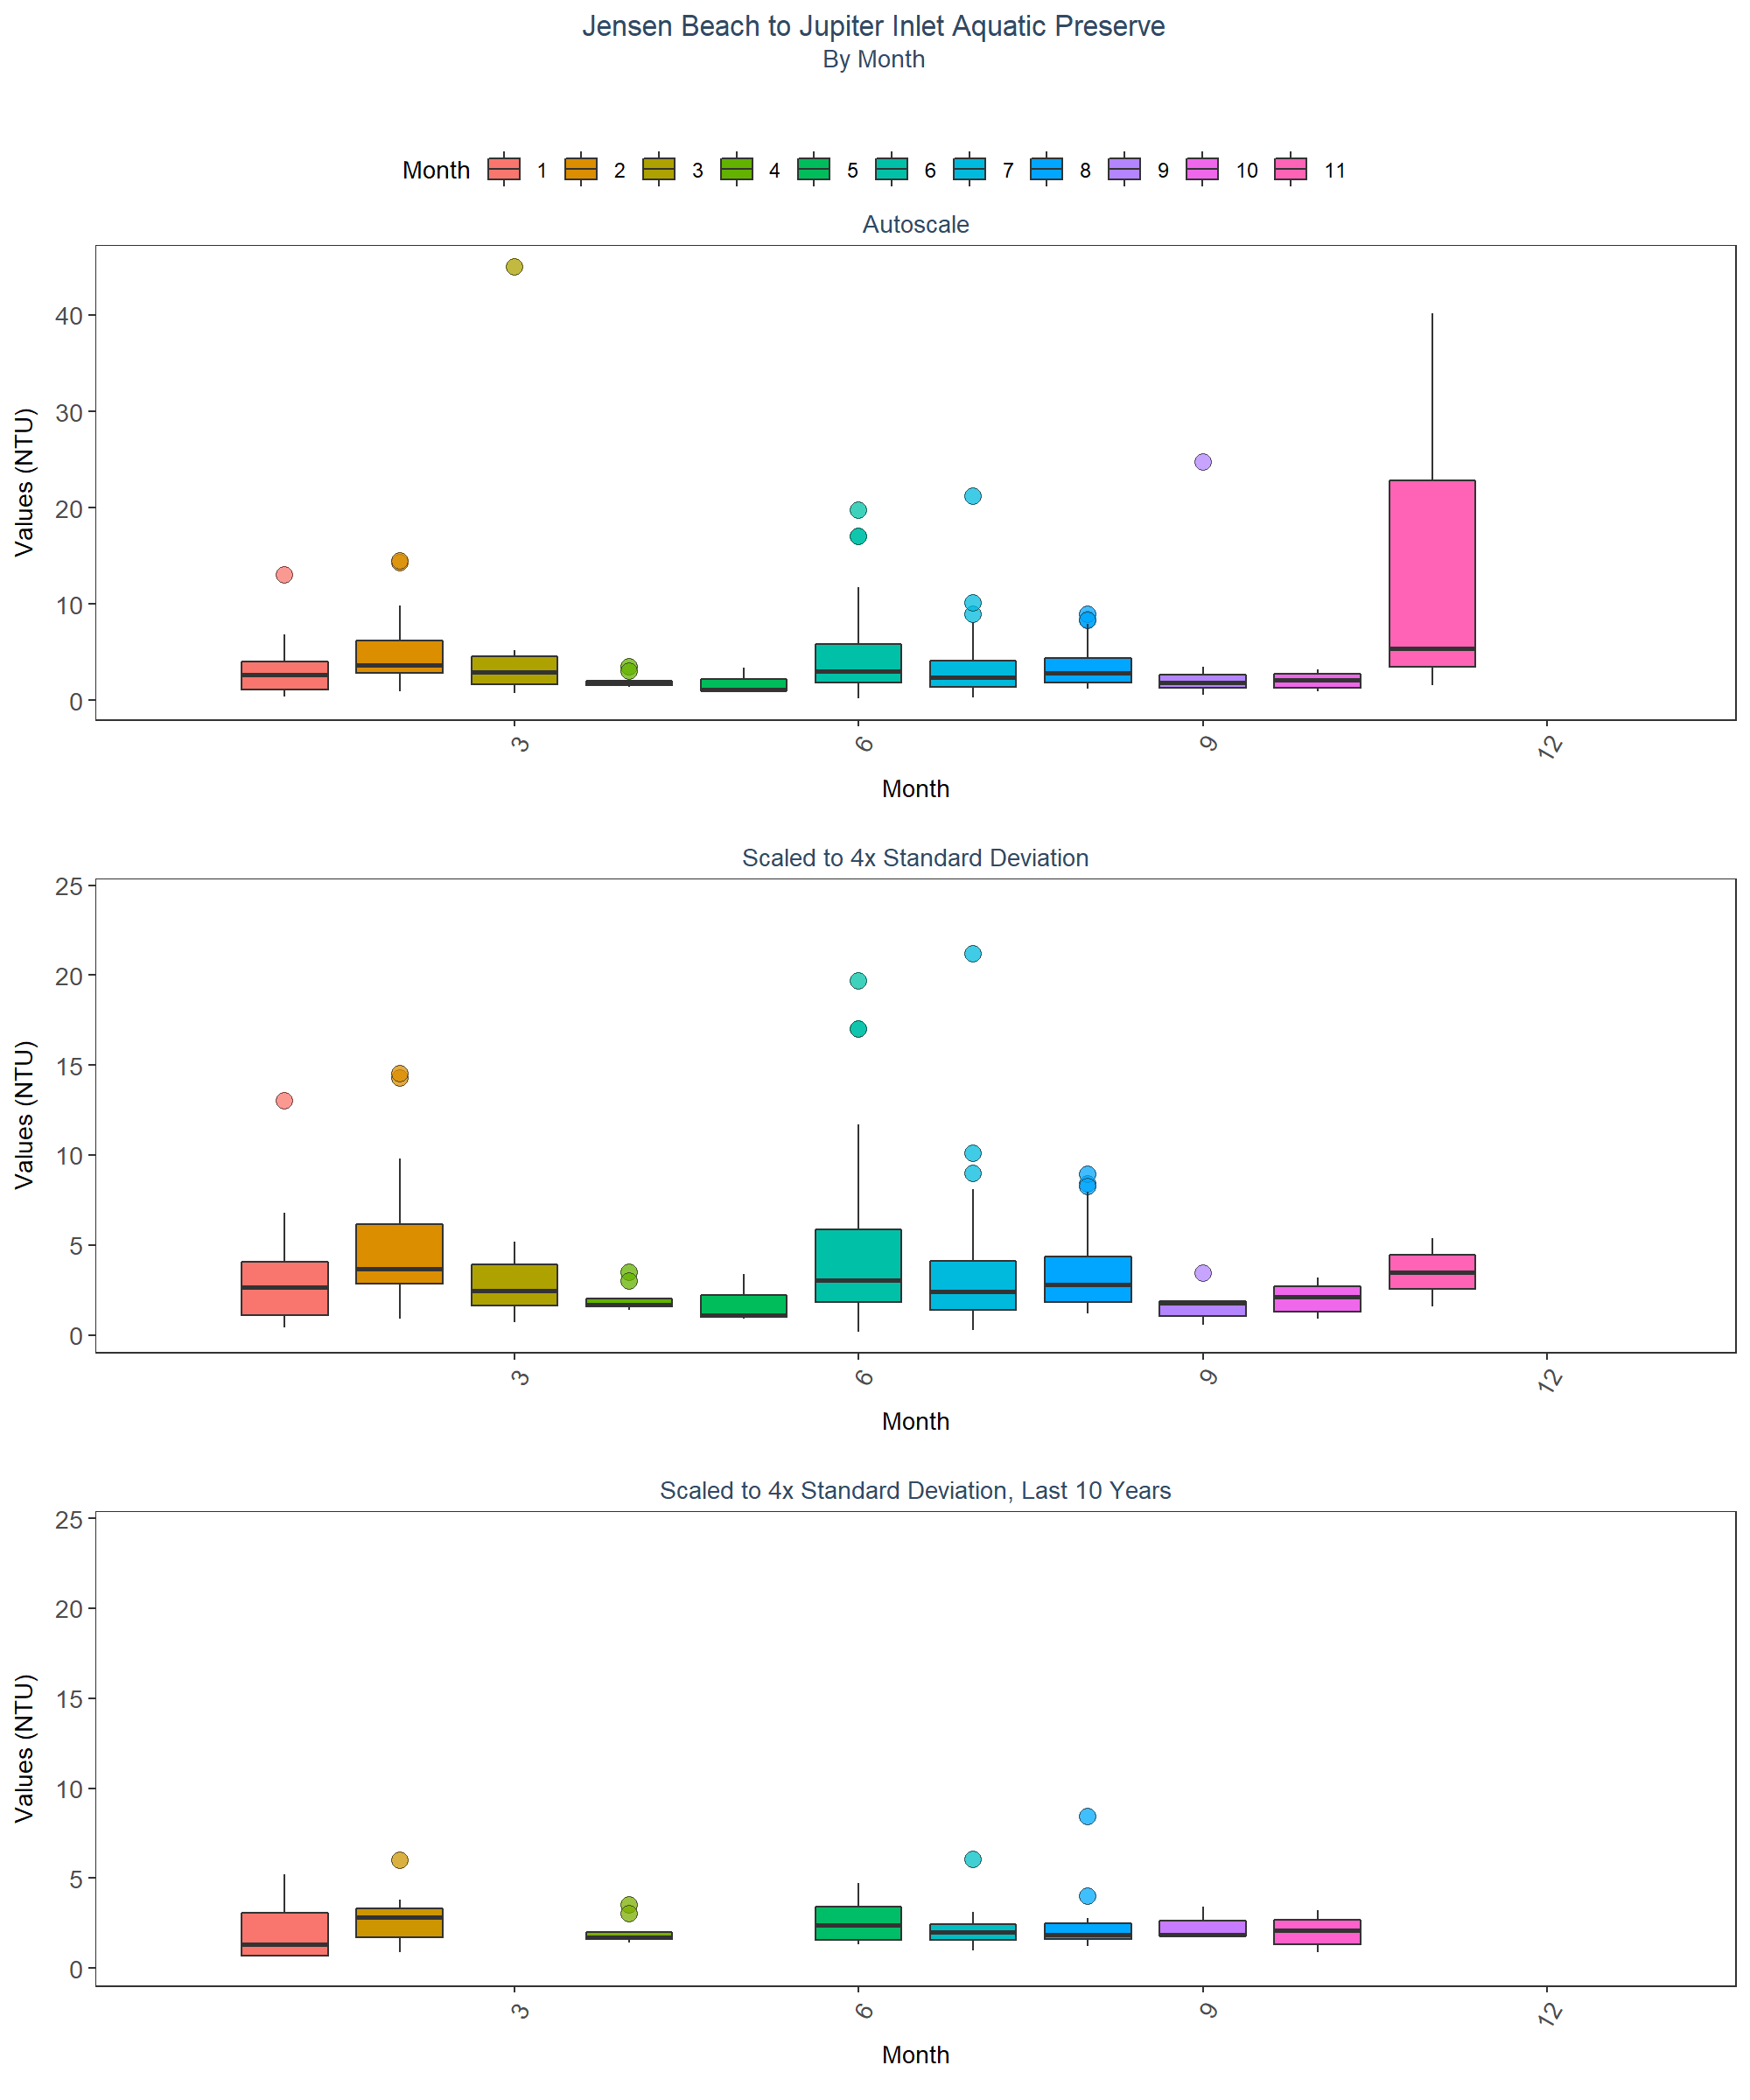 Jensen Beach to Jupiter Inlet Aquatic Preserve
By Month
Month 1 2 3 4 5 6 7 8 9 10 11
Autoscale
Values (NTU)
40
30
20
10
0
3 6 9 12
Month
Scaled to 4x Standard Deviation
Values (NTU)
25
20
15
10
5
0
3 6 9 12
Month
Scaled to 4x Standard Deviation, Last 10 Years
Values (NTU)
25
20
15
10
5
0
3 6 9 12
Month